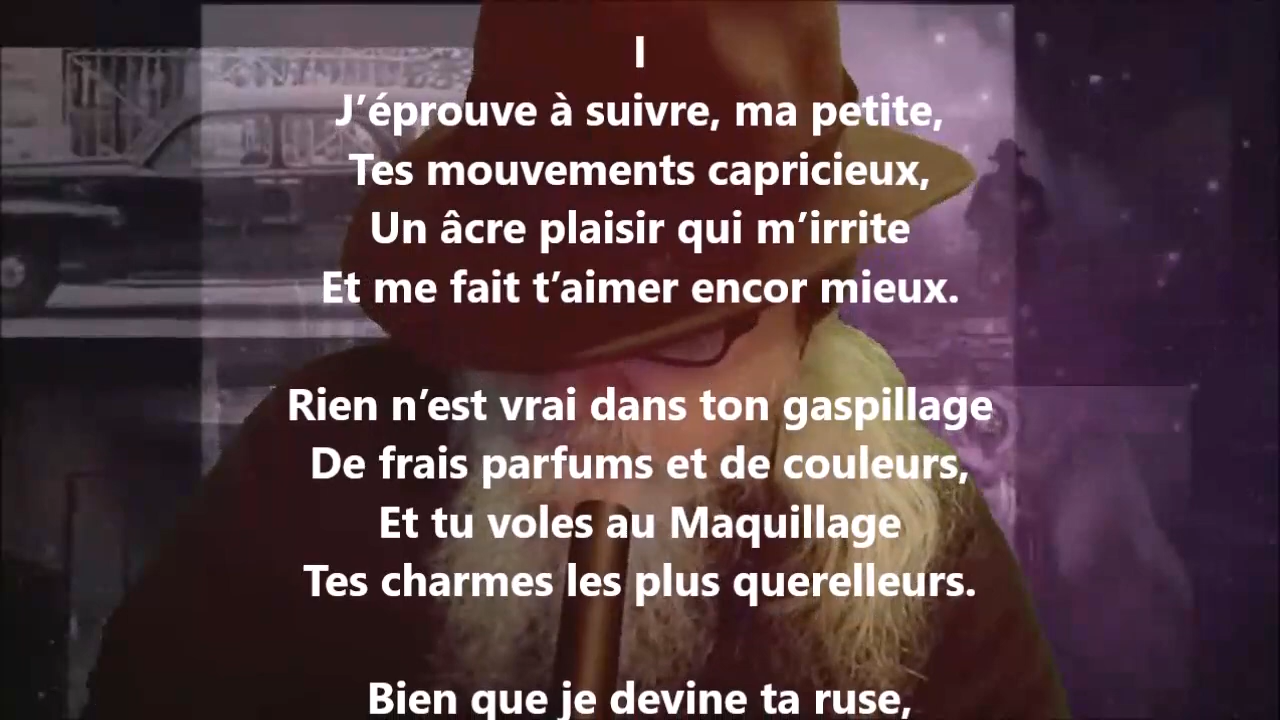 I
J’éprouve à suivre, ma petite,
Tes mouvements capricieux,
Un âcre plaisir qui m’irrite
Et me fait t’aimer encor mieux.
Rien n’est vrai dans ton gaspillage
De frais parfums et de couleurs,
Et tu voles au Maquillage
Tes charmes les plus querelleurs.
Bien que je devine ta ruse,